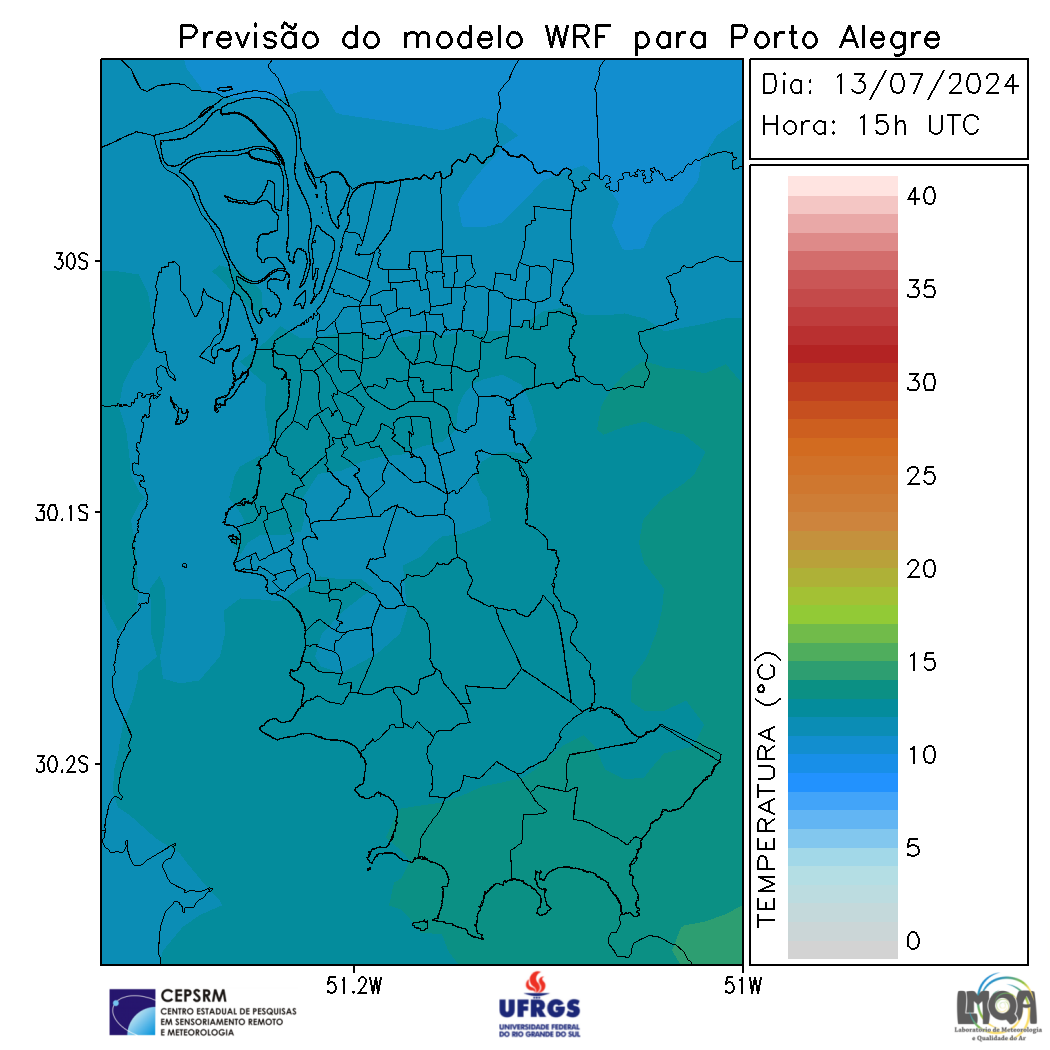 Previsão do modelo WRF para Porto Alegre
Dia: 13/07/2024
Hora: 15h UTC
30S
30.1S
30.2S
51.2W
51W
40
35
30
25
20
15
10
5
0
TEMPERATURA (°C)
CEPSRM
CENTRO ESTADUAL DE PESQUISAS
EM SENSORIAMENTO REMOTO
E METEOROLOGIA
UFRGS
UNIVERSIDADE FEDERAL
DO RIO GRANDE DO SUL
LMQA
Laboratório de Meteorologia
e Qualidade do Ar